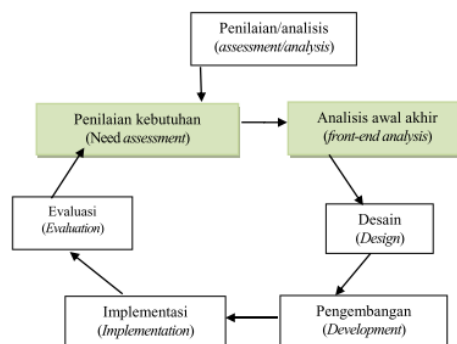 Penilaian/analisis
(assessment/analysis)
Penilaian kebutuhan
(Need assessment)
Analisis awal akhir
(front-end analysis)
Evaluasi
(Evaluation)
Desain
(Design)
Implementasi
(Implementation)
Pengembangan
(Development)